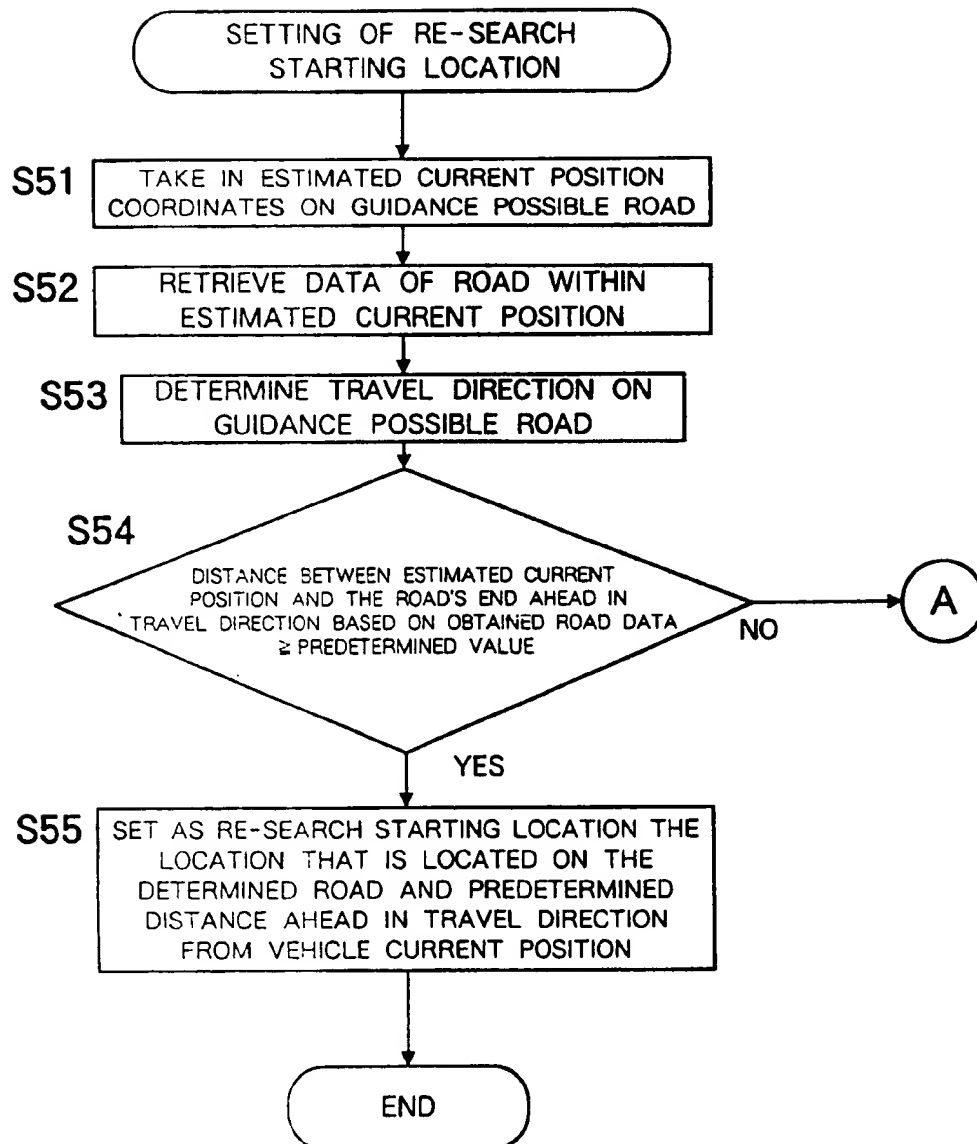 SETTING OF RE-SEARCH
STARTING LOCATION
S51
TAKE IN ESTIMATED CURRENT POSITION
COORDINATES ON GUIDANCE POSSIBLE ROAD
S52
RETRIEVE DATA OF ROAD WITHIN
ESTIMATED CURRENT POSITION
S53
DETERMINE TRAVEL DIRECTION ON
GUIDANCE POSSIBLE ROAD
S54
DISTANCE BETWEEN ESTIMATED CURRENT
POSITION AND THE ROAD'S END AHEAD IN
TRAVEL DIRECTION BASED ON OBTAINED ROAD DATA
≧ PREDETERMINED VALUE
NO
A
YES
S55
SET AS RE-SEARCH STARTING LOCATION THE
LOCATION THAT IS LOCATED ON THE
DETERMINED ROAD AND PREDETERMINED
DISTANCE AHEAD IN TRAVEL DIRECTION
FROM VEHICLE CURRENT POSITION
END